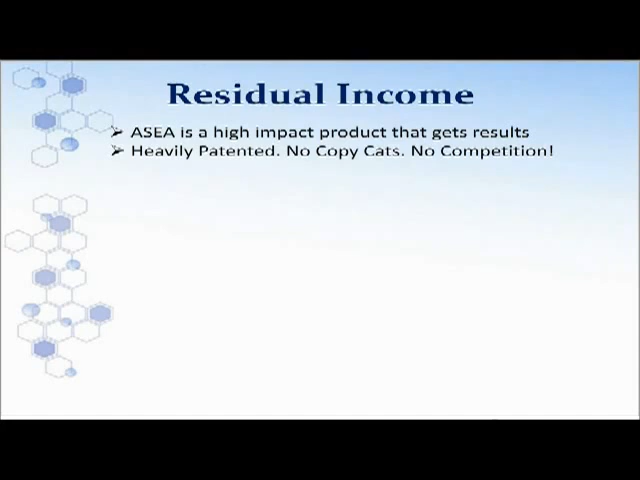 Residual Income
ASEA is a high impact product that gets results
Heavily Patented. No Copy Cats. No Competition!